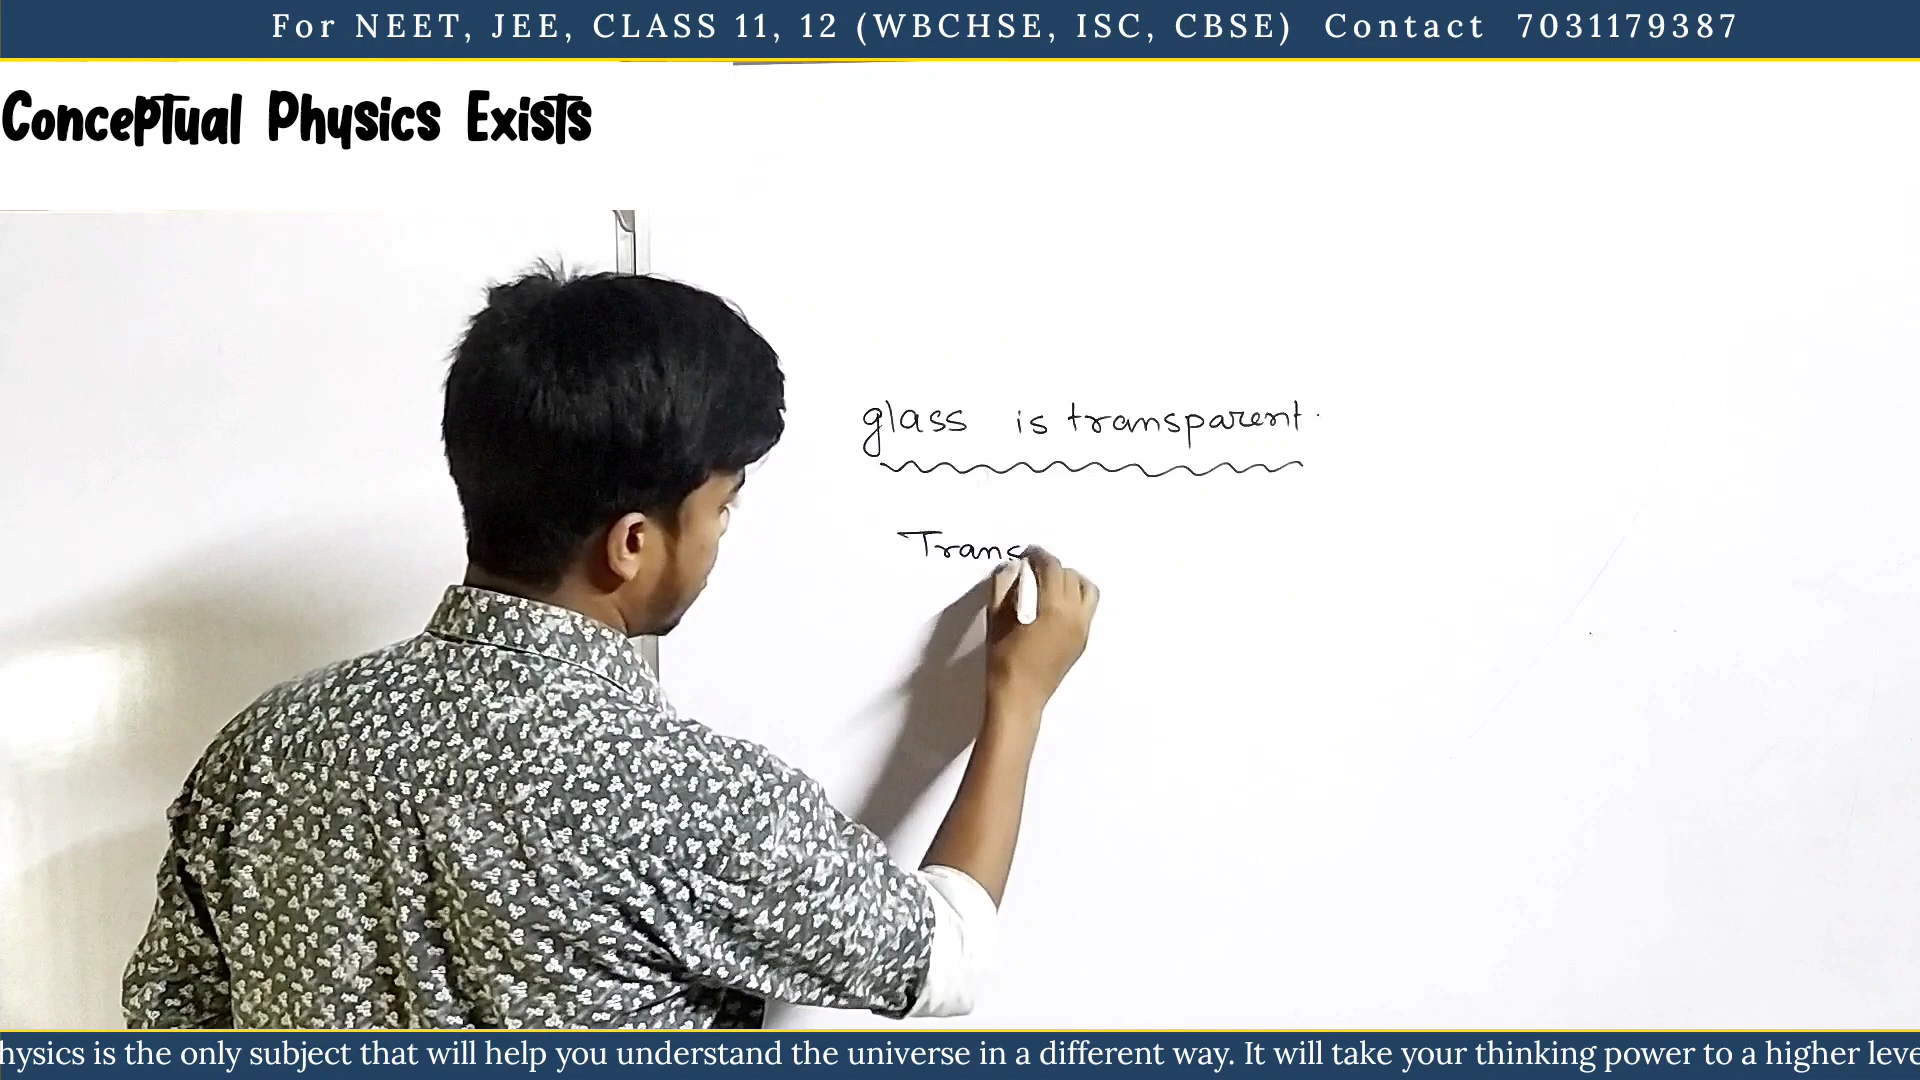 For NEET, JEE, CLASS 11, 12 (WBCHSE, ISC, CBSE) Contact 7031179387
Conceptual Physics Exists
glass is transparent.
Trans
hysics is the only subject that will help you understand the universe in a different way. It will take your thinking power to a higher leve